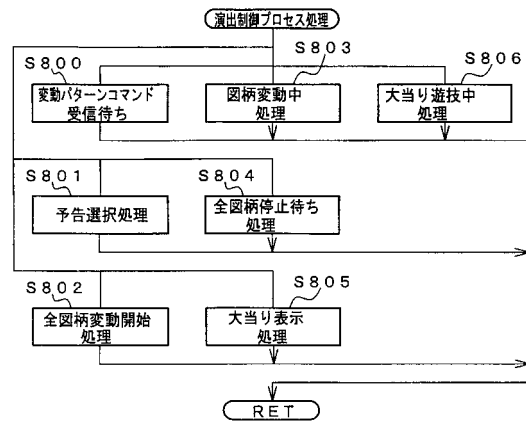 演出制御プロセス処理
S800
変動パターンコマンド
受信待ち
S803
図柄変動中
処理
S806
大当り遊技中
処理
S801
予告選択処理
S804
全図柄停止待ち
処理
S802
全図柄変動開始
処理
S805
大当り表示
処理
RET